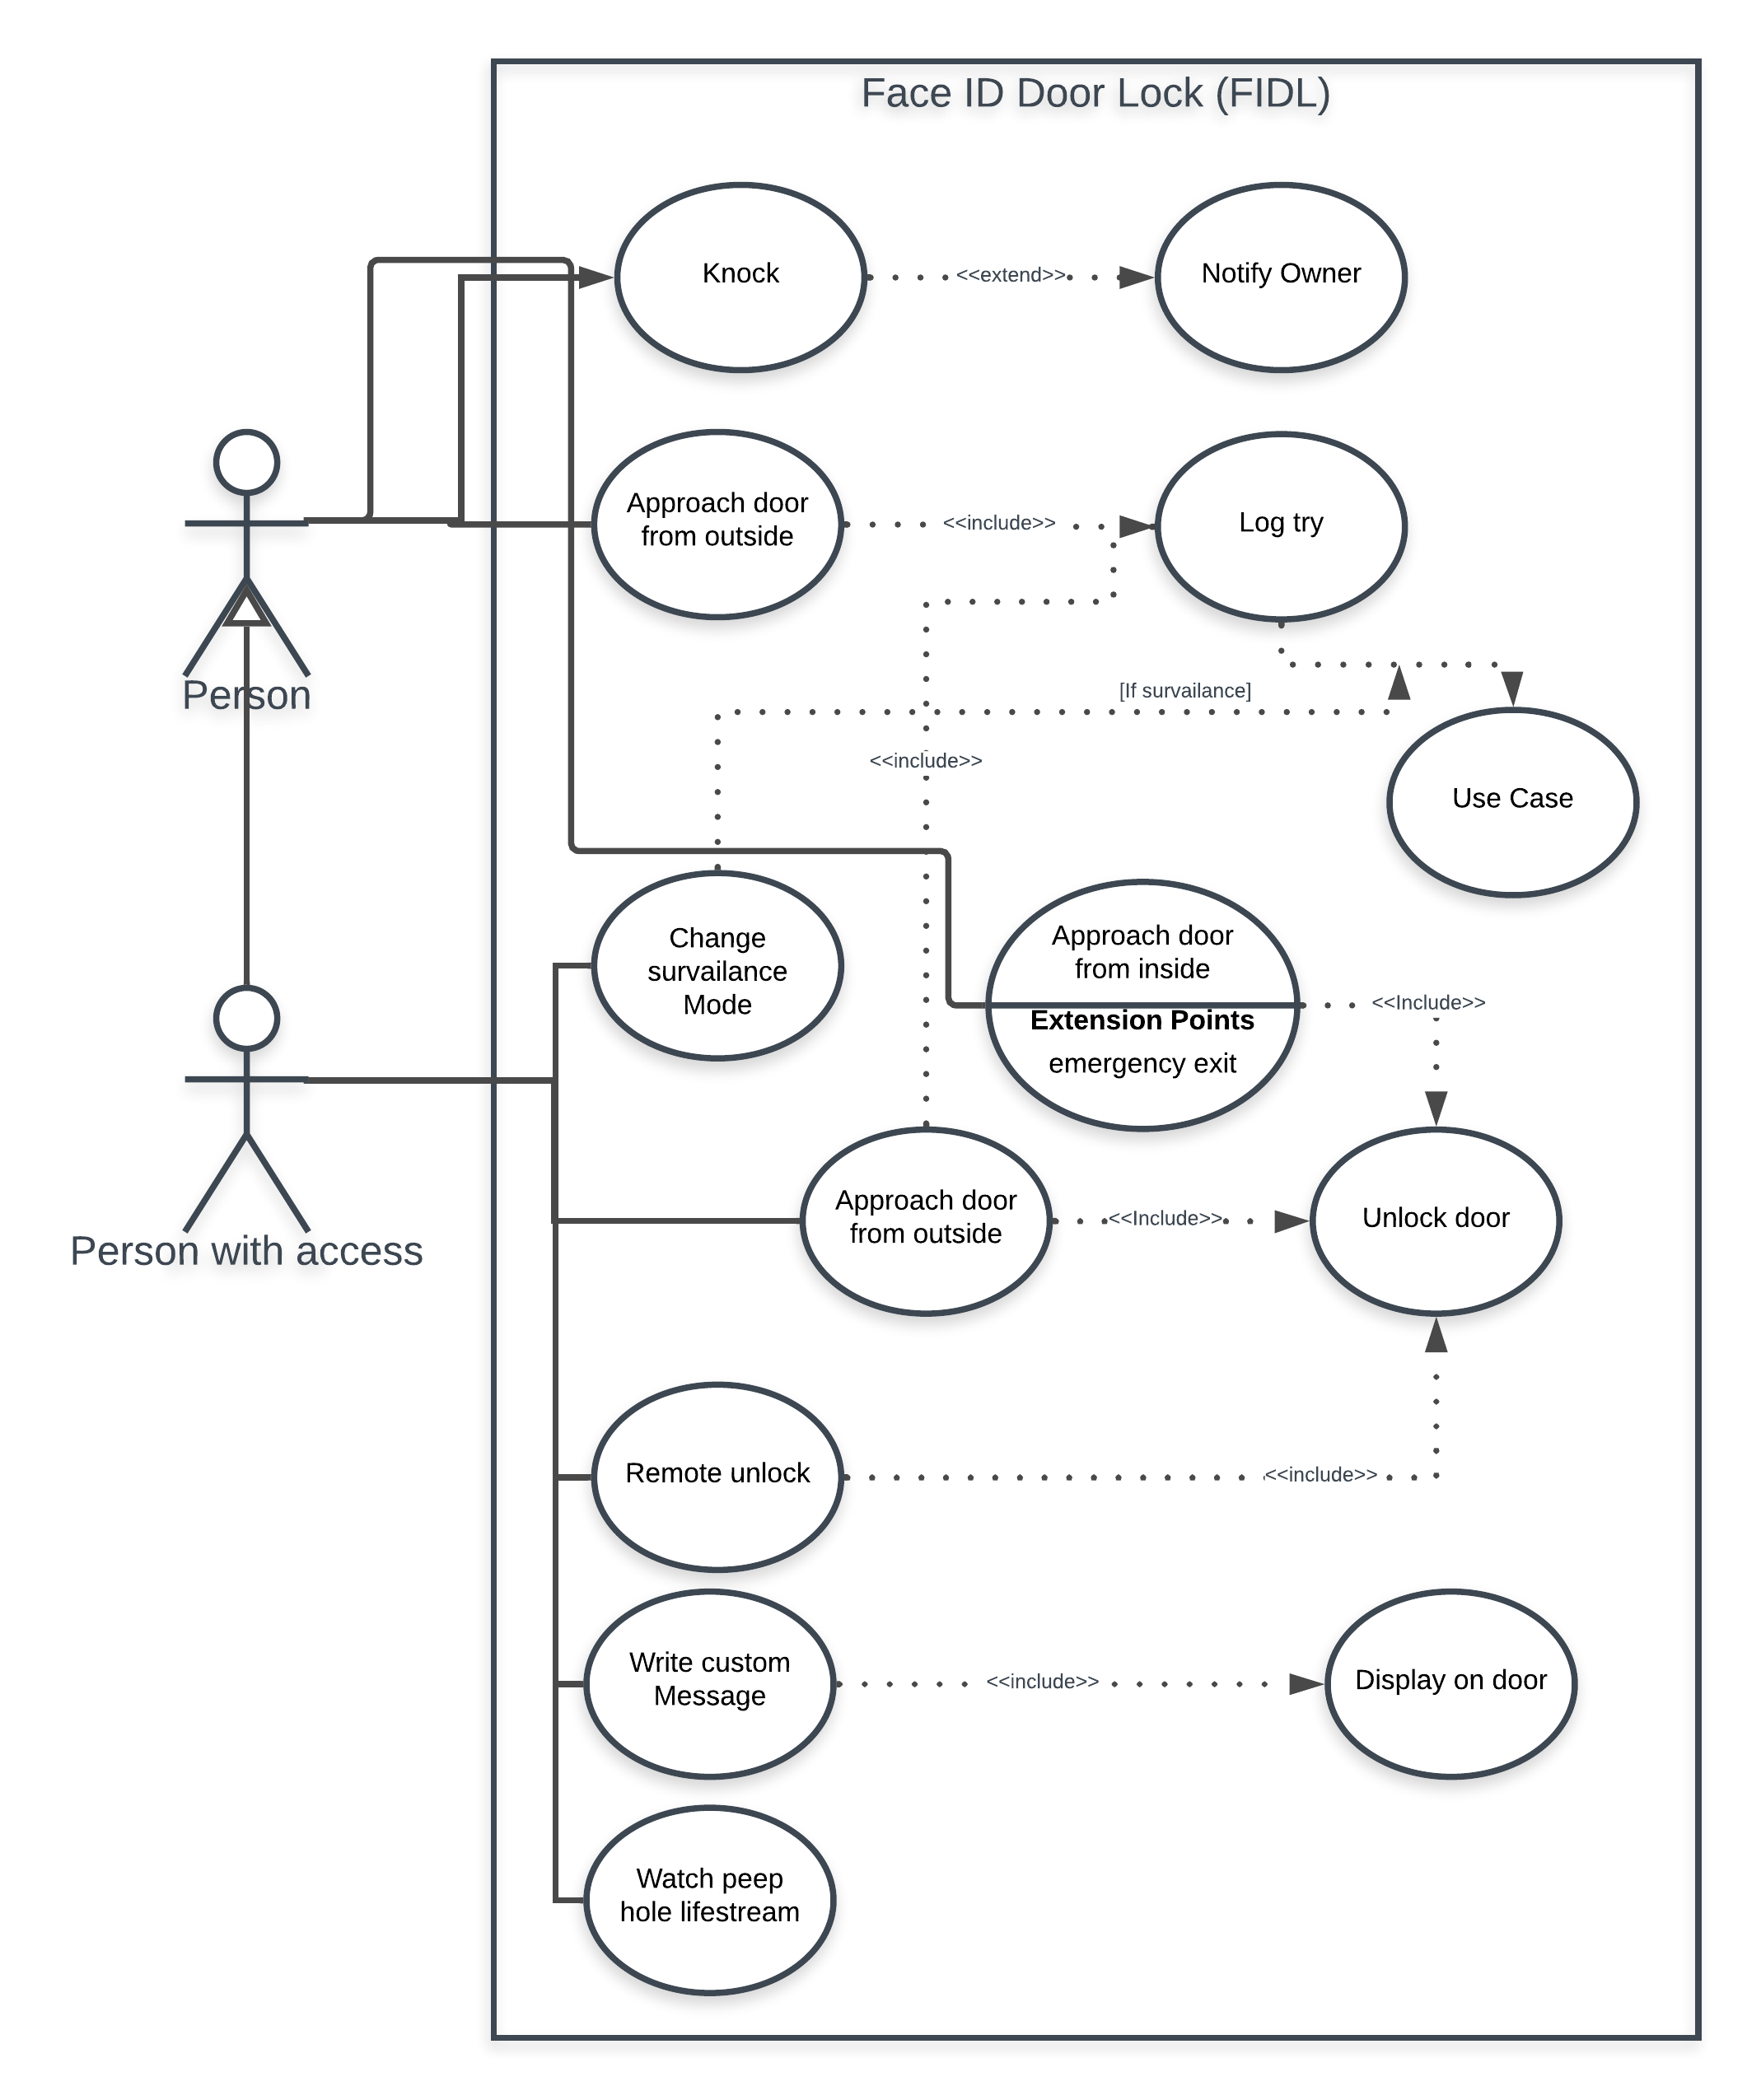 Face ID Door Lock (FIDL)
Knock
<<extend>>
Notify Owner
Approach door
from outside
<<include>>
Log try
Person
[If survailance]
<<include>>
Use Case
Change
survailance
Mode
Approach door
from inside
Extension Points
emergency exit
<<Include>>
Person with access
Approach door
from outside
<<Include>>
Unlock door
Remote unlock
<<include>>
Write custom
Message
<<include>>
Display on door
Watch peep
hole lifestream